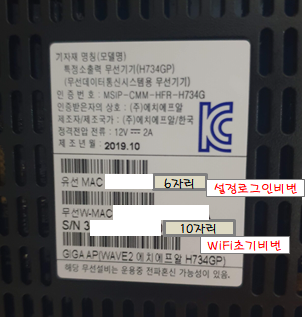 기자재 명칭(모델명)
특정소출력 무선기기(H734GP)
(데이터통신시스템용 무선기기)
인 증 번 호 : MSIP-CMM-HFR-H734G
인증받은자의 상호 : (주)에치에프알
제조자/제조국가 : (주)에치에프알/한국
정격전압 전류 : 12V 2A
제 조 년 월 : 2019.10
유선 MAC 6자리 설정로그인비번
무선W-MAC
S/N 3 10자리
WiFi초기비번
GIGA AP(WAVE2 에치에프알 H734GP)
해당 무선설비는 운용중 전파혼신 가능성이 있음